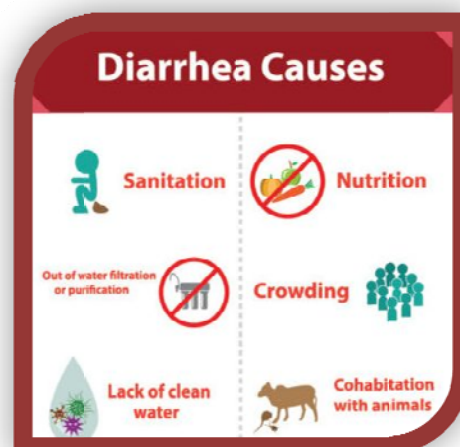 Diarrhea Causes
Sanitation
Nutrition
Out of water filtration
or purification
Crowding
Lack of clean
water
Cohabitation
with animals